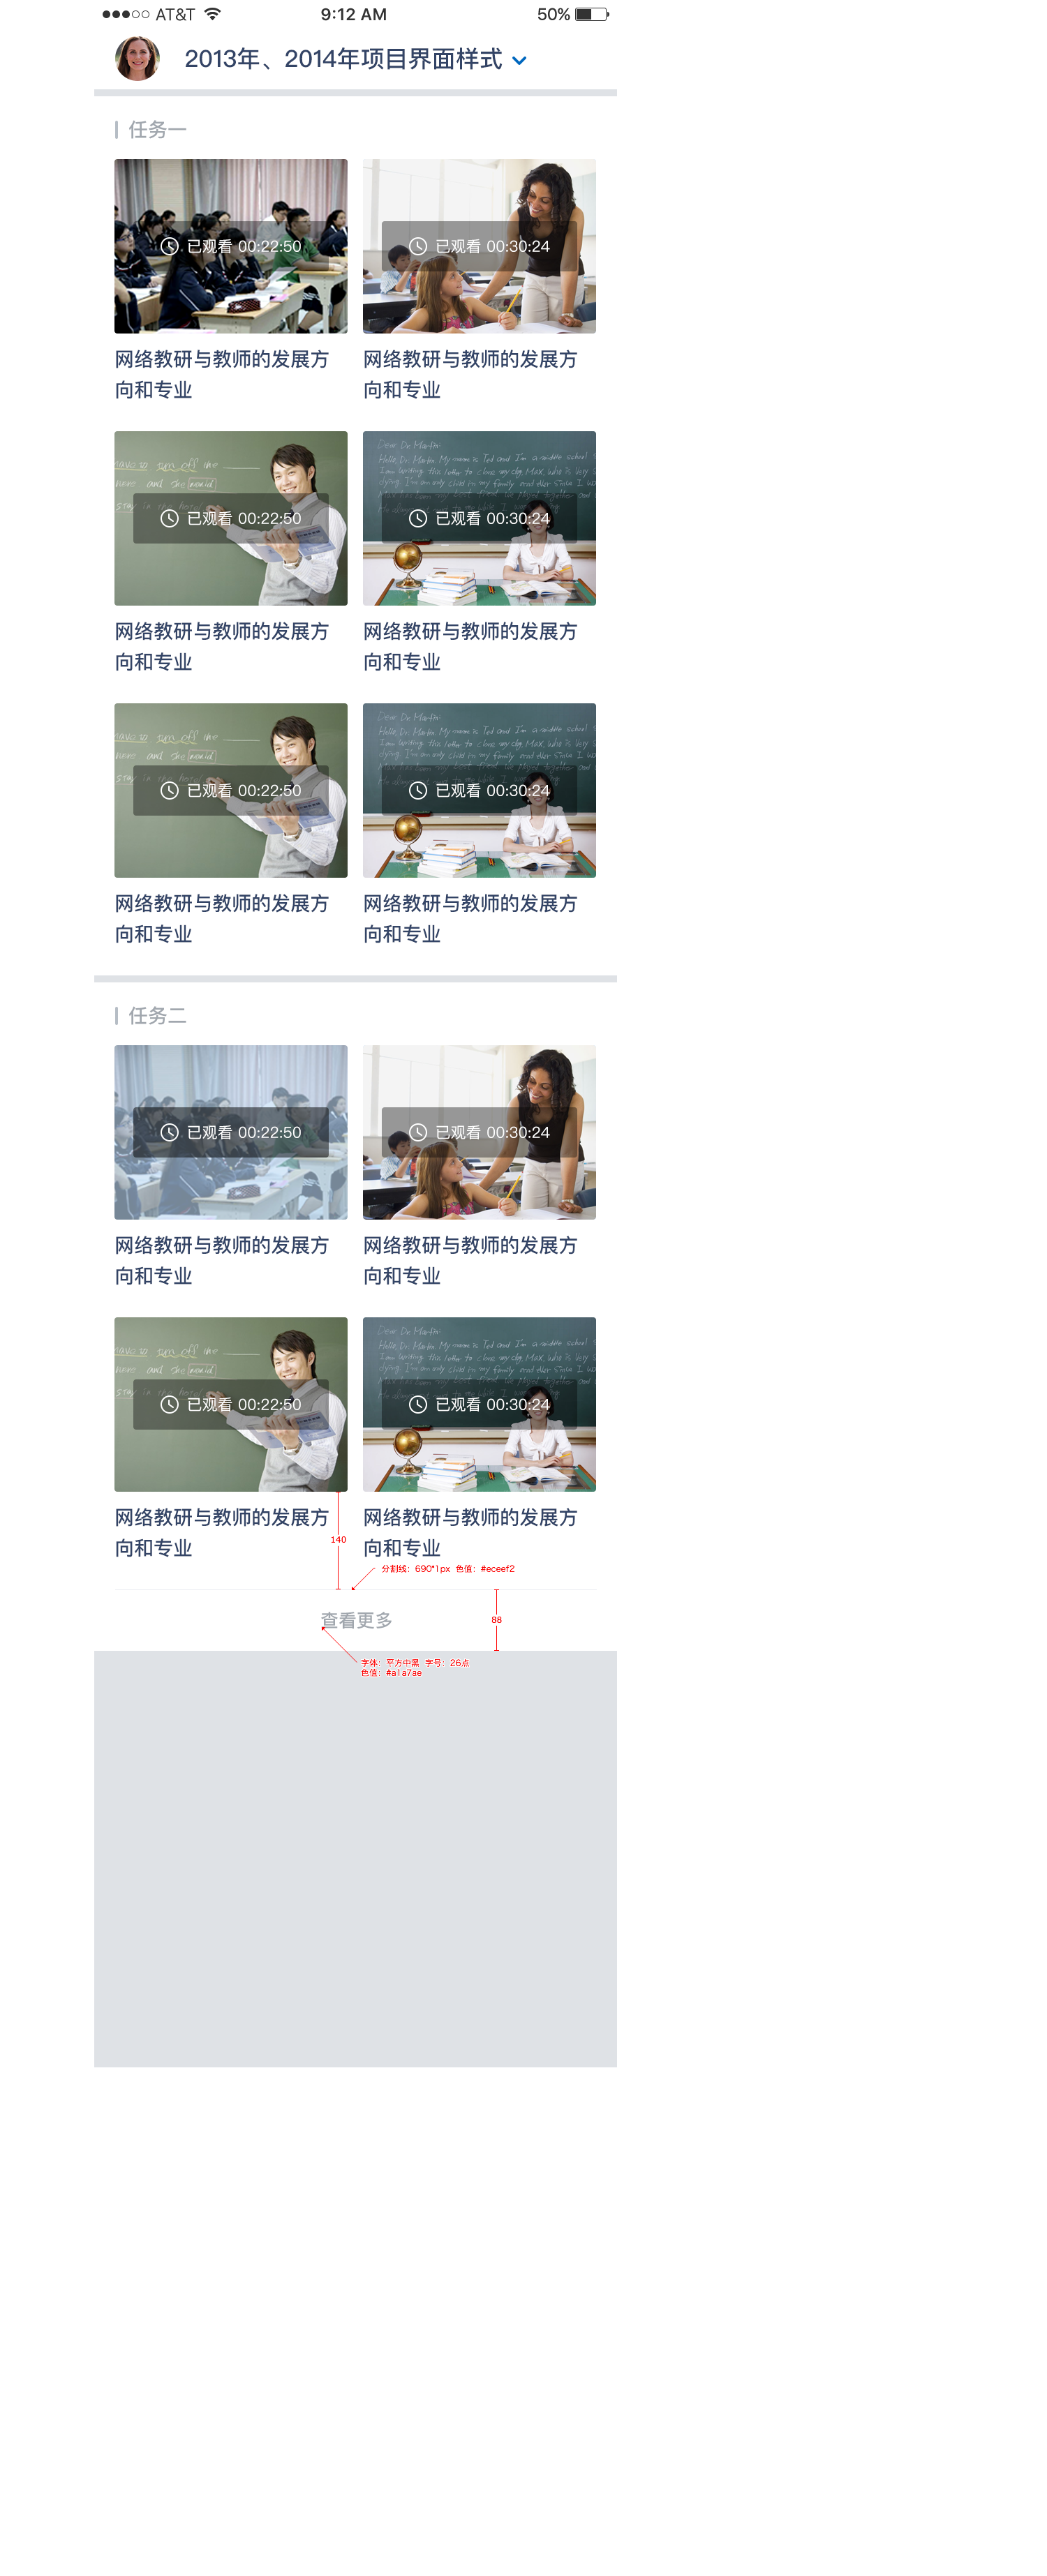 AT&T 9:12 AM 50%
2013年、2014年项目界面样式
任务一
已观看 00:22:50
已观看 00:30:24
网络教研与教师的发展方
向和专业
网络教研与教师的发展方
向和专业
已观看 00:22:50
已观看 00:30:24
网络教研与教师的发展方
向和专业
网络教研与教师的发展方
向和专业
已观看 00:22:50
已观看 00:30:24
网络教研与教师的发展方
向和专业
网络教研与教师的发展方
向和专业
任务二
已观看 00:22:50
已观看 00:30:24
网络教研与教师的发展方
向和专业
网络教研与教师的发展方
向和专业
已观看 00:22:50
已观看 00:30:24
网络教研与教师的发展方
向和专业
网络教研与教师的发展方
向和专业
140
分割线：690*1px 色值：#eceef2
查看更多
88
字体：平方中黑 字号：26点
色值：#a1a7ae